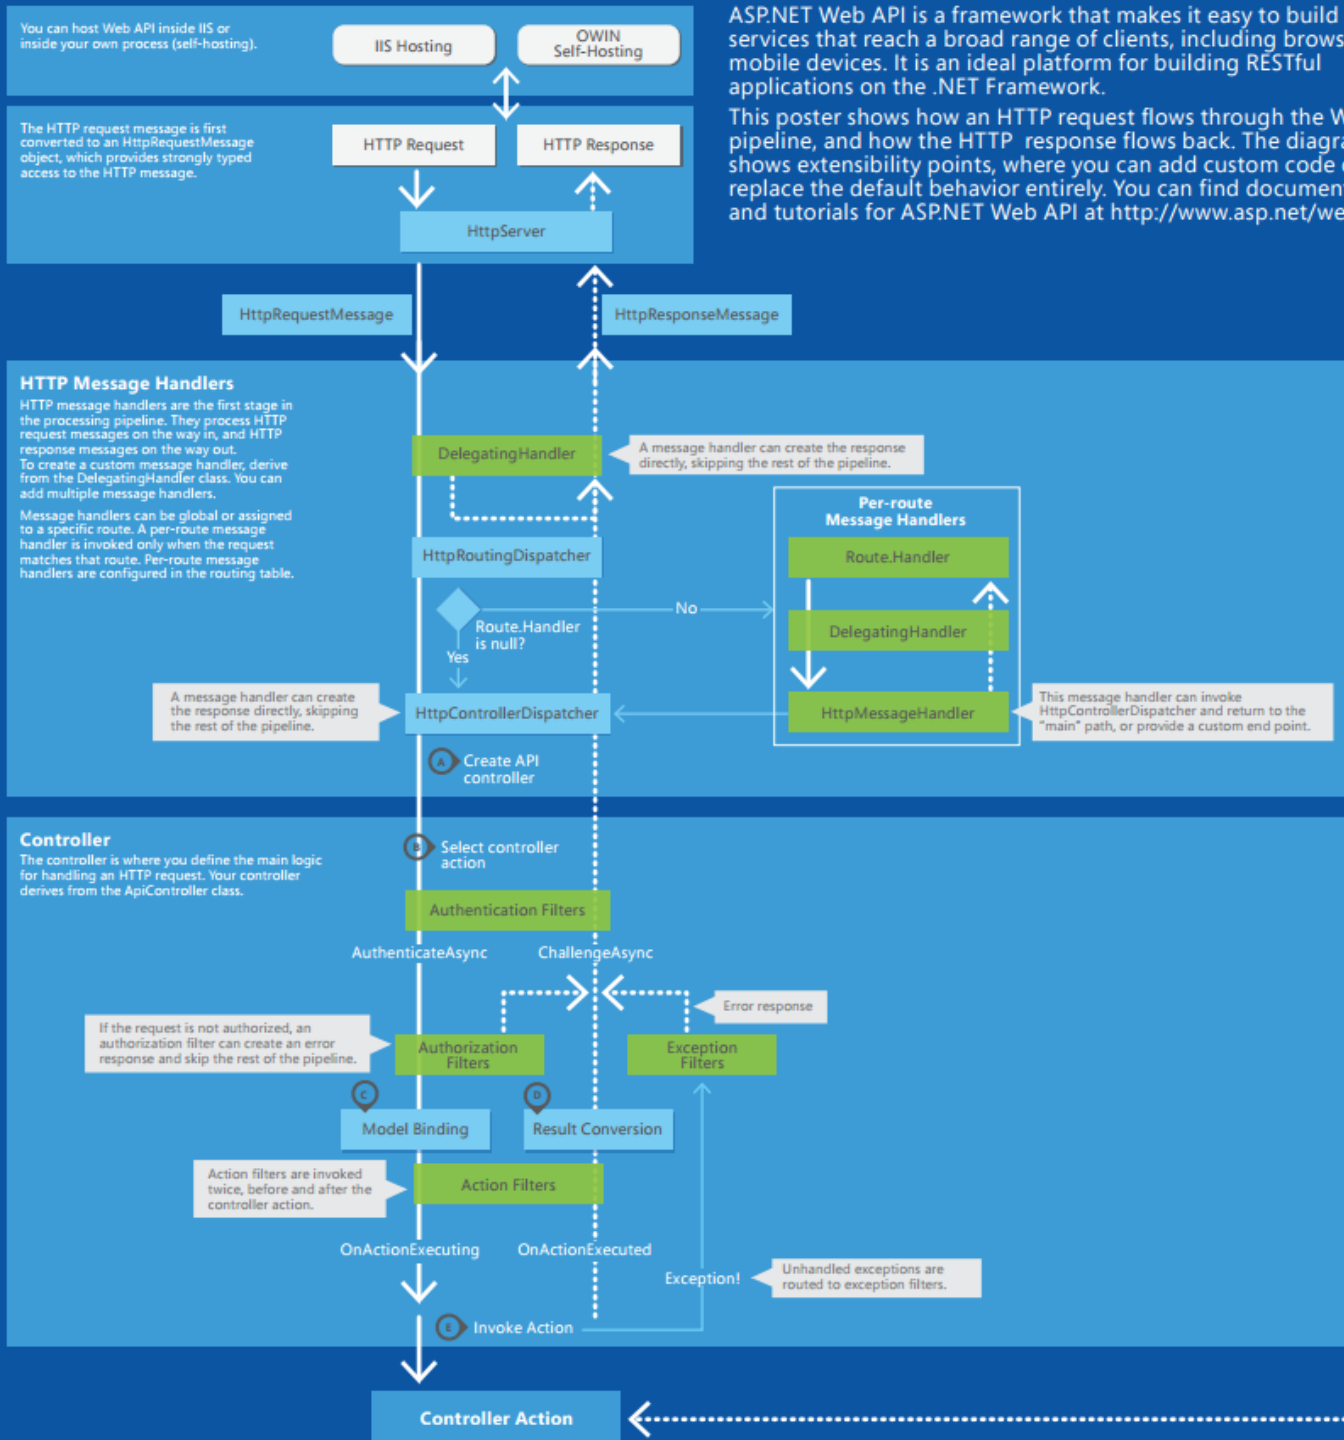 You can host Web API inside IIS or
inside your own process (self-hosting).
IIS Hosting
OWIN
Self-Hosting
ASP.NET Web API is a framework that makes it easy to build
services that reach a broad range of clients, including brows
mobile devices. It is an ideal platform for building RESTful
applications on the .NET Framework.
This poster shows how an HTTP request flows through the W
pipeline, and how the HTTP response flows back. The diagra
shows extensibility points, where you can add custom code
replace the default behavior entirely. You can find document
and tutorials for ASP.NET Web API at http://www.asp.net/we
The HTTP request message is first
converted to an HttpRequestMessage
object, which provides strongly typed
access to the HTTP message.
HTTP Request
HTTP Response
HttpServer
HttpRequestMessage
HttpResponseMessage
HTTP Message Handlers
HTTP message handlers are the first stage in
the processing pipeline. They process HTTP
request messages on the way in, and HTTP
response messages on the way out.
To create a custom message handler, derive
from the DelegatingHandler class. You can
add multiple message handlers.
Message handlers can be global or assigned
to a specific route. A per-route message
handler is invoked only when the request
matches that route. Per-route message
handlers are configured in the routing table.
DelegatingHandler
A message handler can create the response
directly, skipping the rest of the pipeline.
HttpRoutingDispatcher
Route.Handler
is null?
No
Yes
Per-route
Message Handlers
Route.Handler
DelegatingHandler
HttpMessageHandler
This message handler can invoke
HttpControllerDispatcher and return to the
"main" path, or provide a custom end point.
A message handler can create
the response directly, skipping
the rest of the pipeline.
HttpControllerDispatcher
A
Create API
controller
Controller
The controller is where you define the main logic
for handling an HTTP request. Your controller
derives from the ApiController class.
B
Select controller
action
Authentication Filters
AuthenticateAsync
ChallengeAsync
Error response
If the request is not authorized, an
authorization filter can create an error
response and skip the rest of the pipeline.
Authorization
Filters
Exception
Filters
C
Model Binding
D
Result Conversion
Action filters are invoked
twice, before and after the
controller action.
Action Filters
OnActionExecuting
OnActionExecuted
Exception!
Unhandled exceptions are
routed to exception filters.
E
Invoke Action
Controller Action